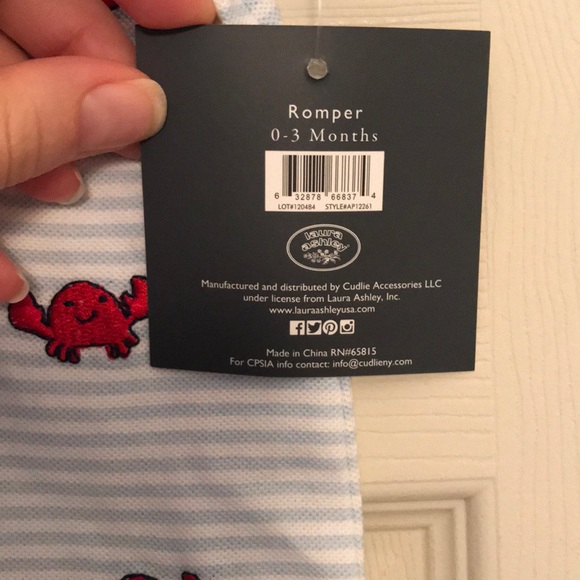 Romper
0-3 Months
6 32878 66837 4
LOT#120484 STYLE#AP12261
laura
ashley
Manufactured and distributed by Cudlie Accessories LLC
under license from Laura Ashley, Inc.
www.lauraashleyusa.com
Made in China RN#65815
For CPSIA info contact: info@cudlieny.com